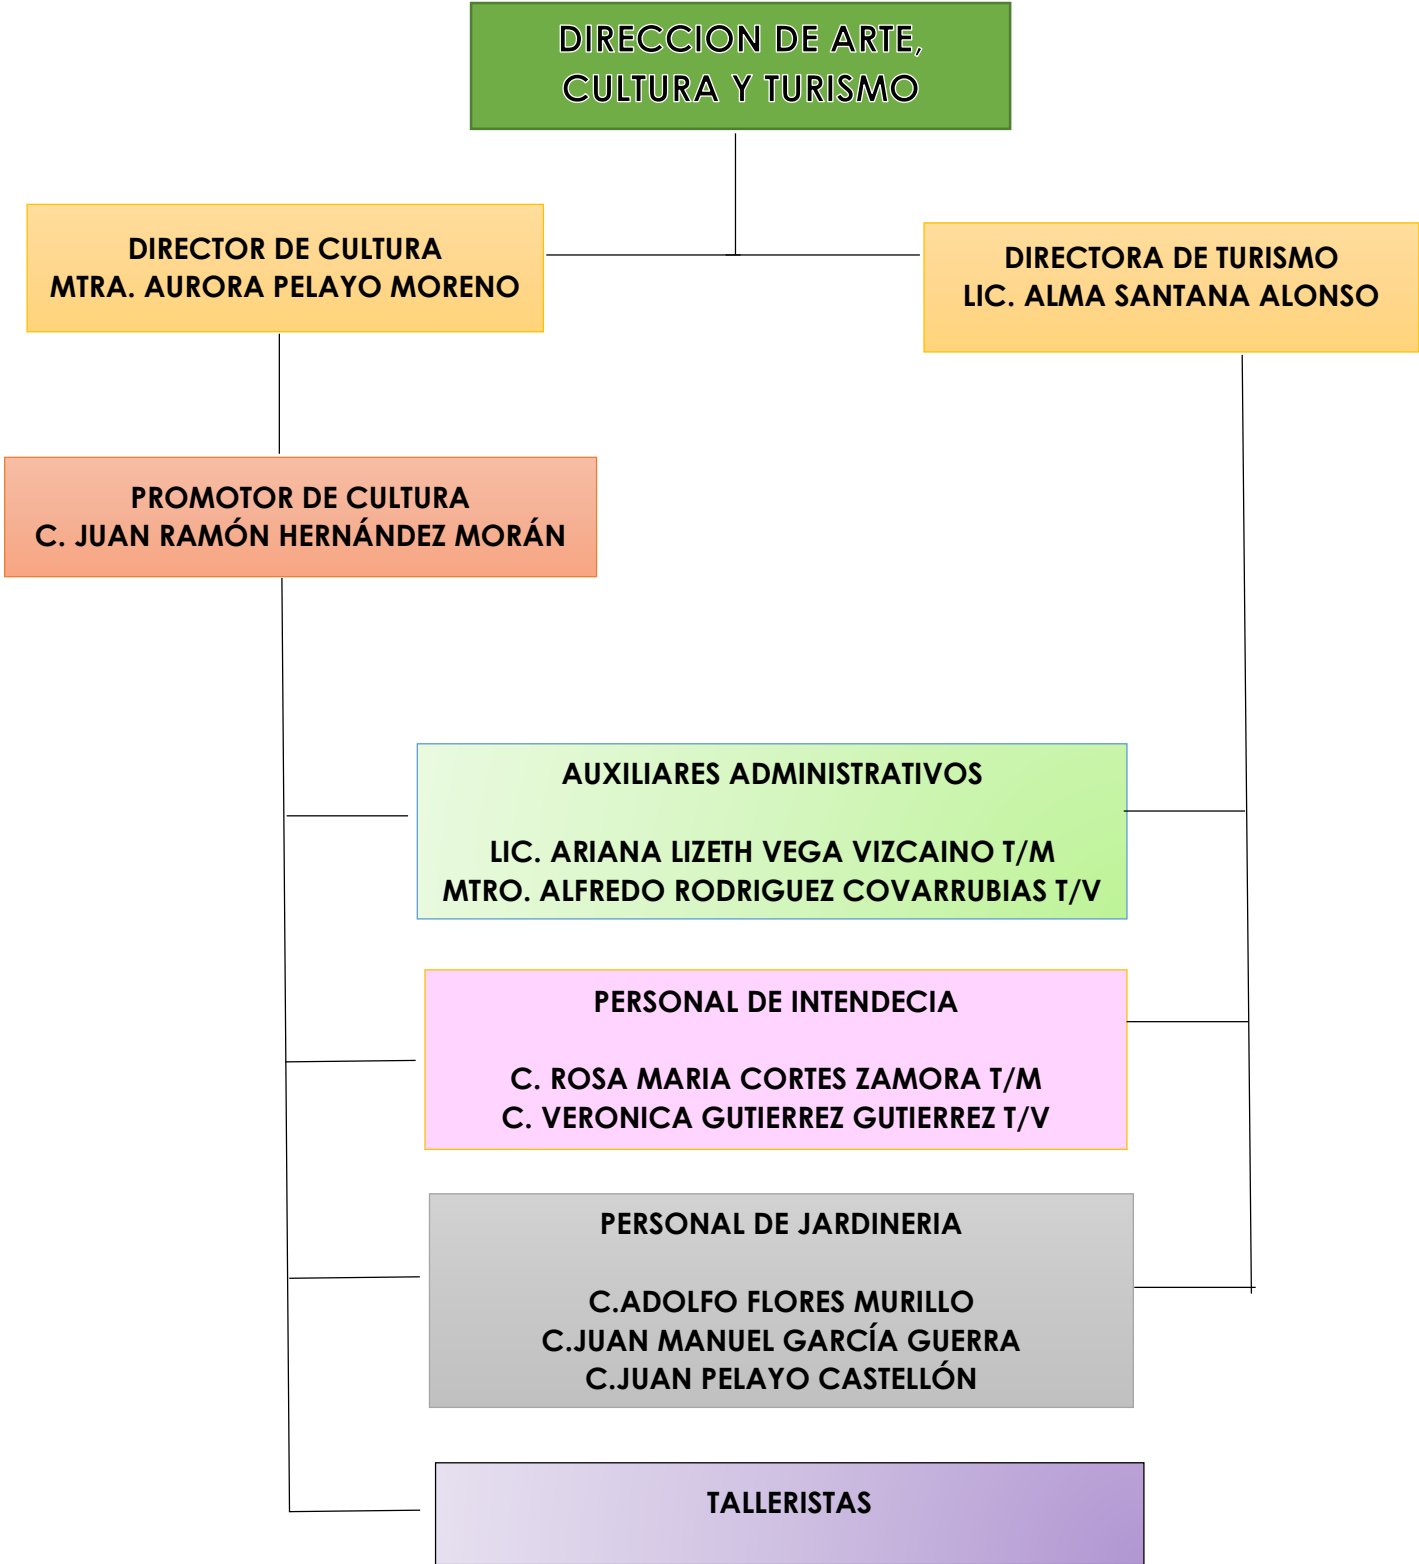 DIRECCION DE ARTE,
CULTURA Y TURISMO
DIRECTOR DE CULTURA
MTRA. AURORA PELAYO MORENO
DIRECTORA DE TURISMO
LIC. ALMA SANTANA ALONSO
PROMOTOR DE CULTURA
C. JUAN RAMÓN HERNÁNDEZ MORÁN
AUXILIARES ADMINISTRATIVOS
LIC. ARIANA LIZETH VEGA VIZCAINO T/M
MTRO. ALFREDO RODRIGUEZ COVARRUBIAS T/V
PERSONAL DE INTENDECIA
C. ROSA MARIA CORTES ZAMORA T/M
C. VERONICA GUTIERREZ GUTIERREZ T/V
PERSONAL DE JARDINERIA
C.ADOLFO FLORES MURILLO
C.JUAN MANUEL GARCÍA GUERRA
C.JUAN PELAYO CASTELLÓN
TALLERISTAS